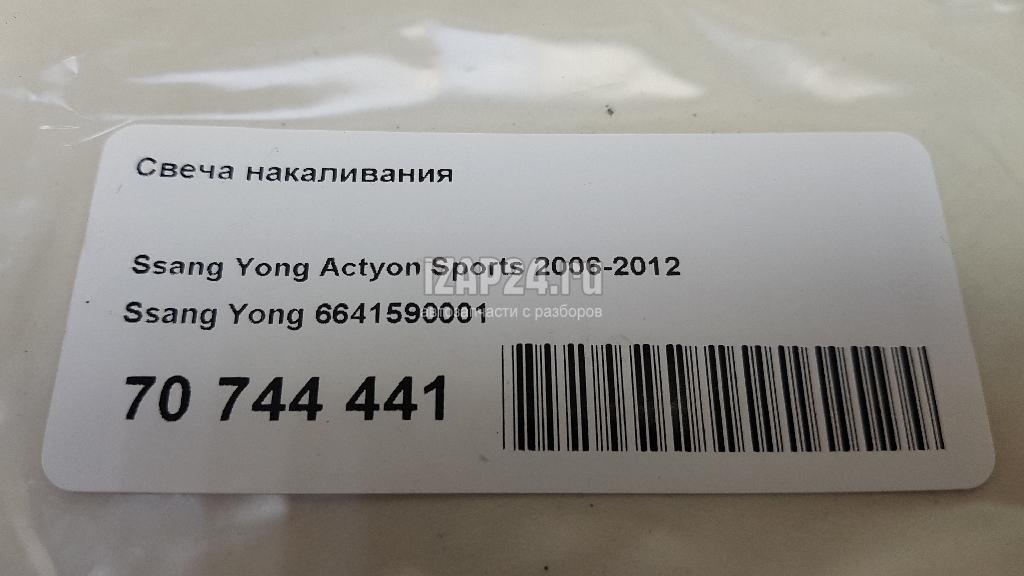 Свеча накаливания
Ssang Yong Actyon Sports 2006-2012
IZAP24.ru
Ssang Yong 6641590001
автозапчасти с разборов
70 744 441